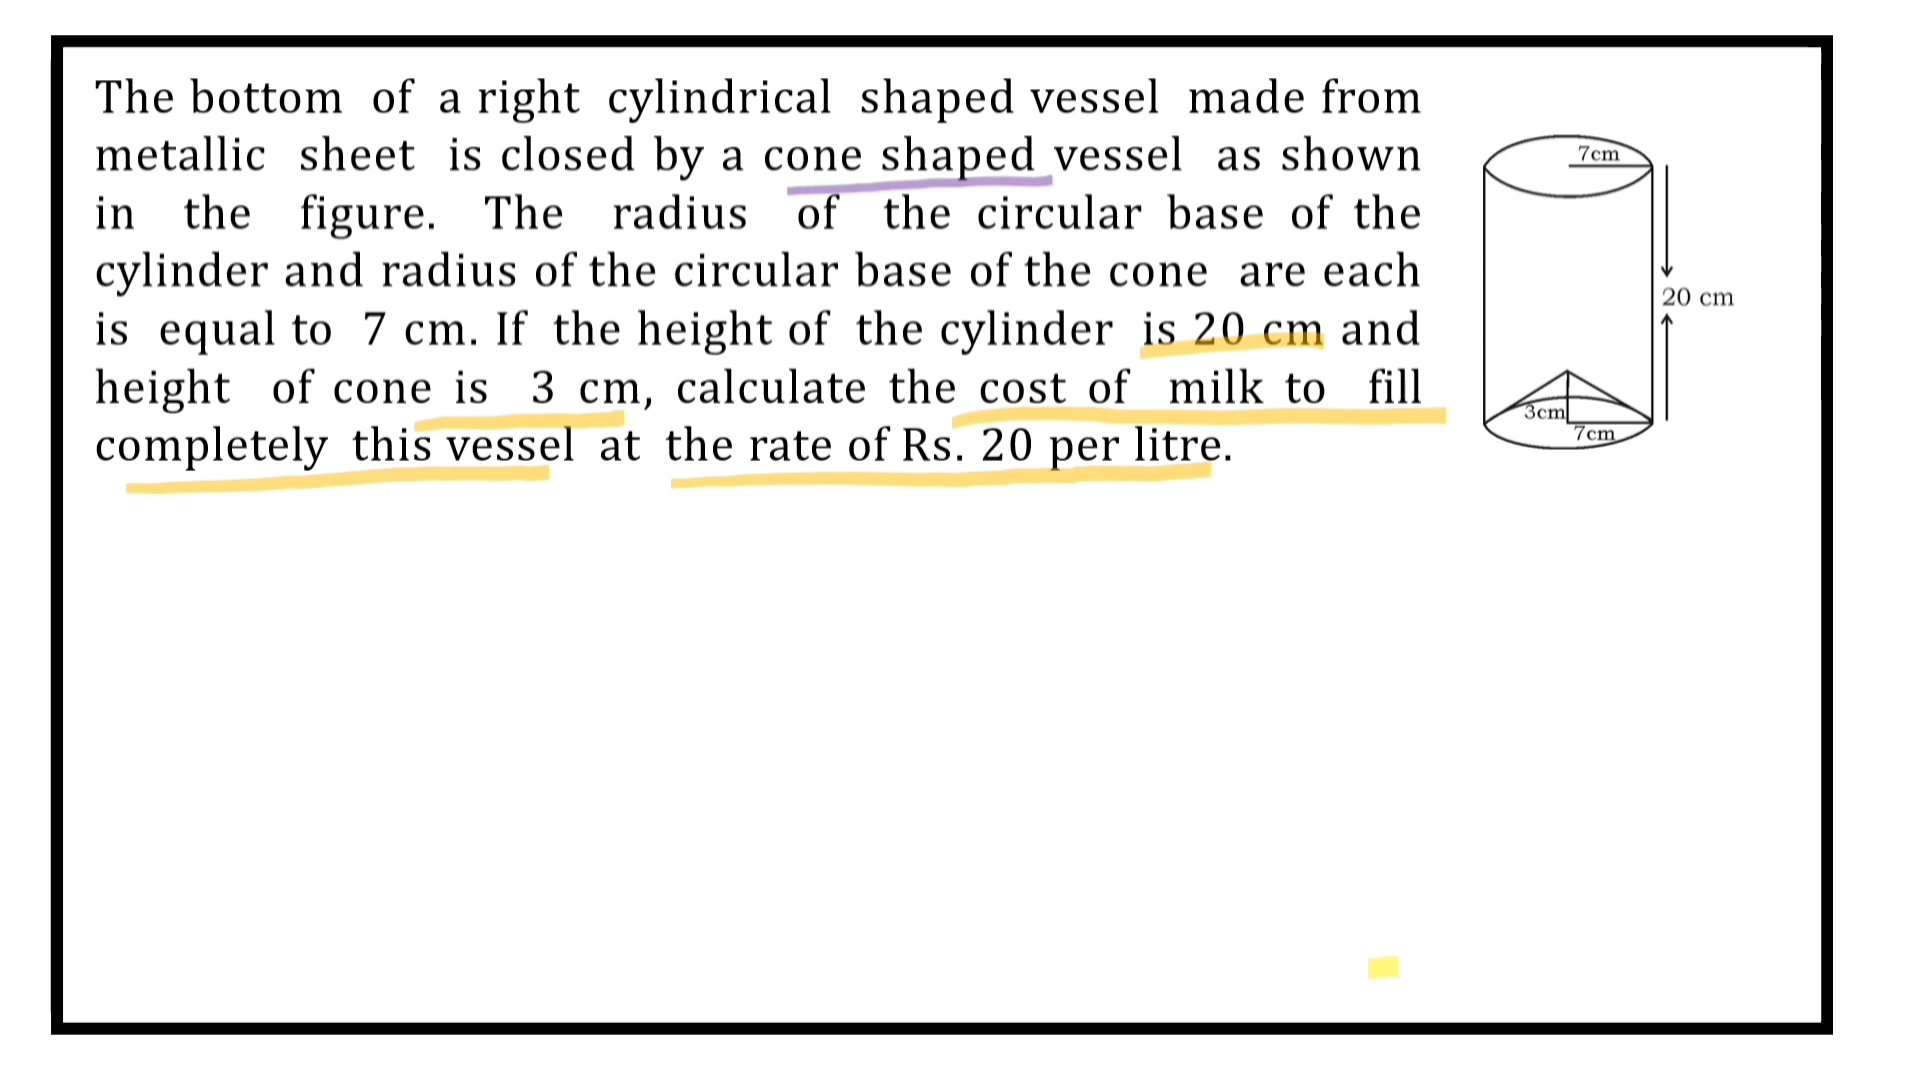 The bottom of a right cylindrical shaped vessel made from
metallic sheet is closed by a cone shaped vessel as shown
in the figure. The radius of the circular base of the
cylinder and radius of the circular base of the cone are each
is equal to 7 cm. If the height of the cylinder is 20 cm and
height of cone is 3 cm, calculate the cost of milk to fill
completely this vessel at the rate of Rs. 20 per litre.
7cm
20 cm
3cm
7cm